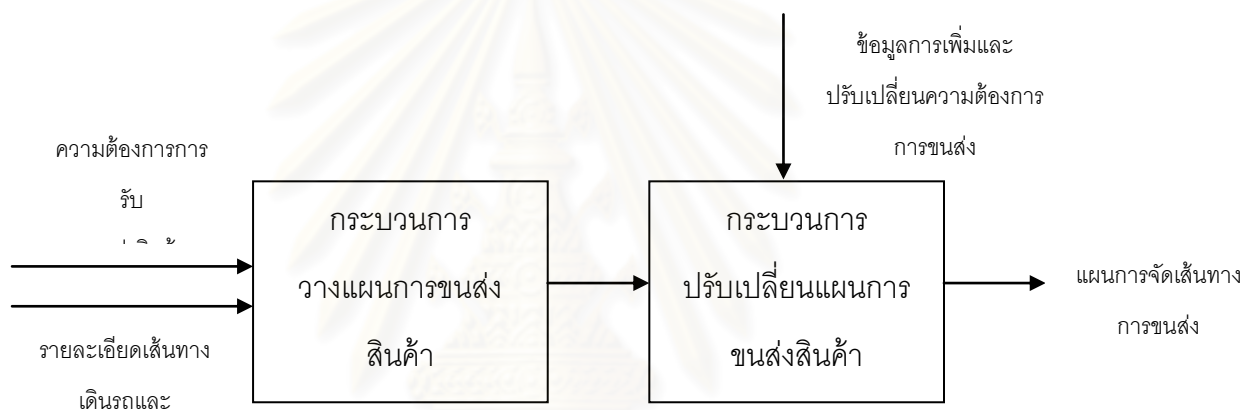 ข้อมูลการเพิ่มและ
ปรับเปลี่ยนความต้องการ
การขนส่ง
ความต้องการการ
รับ
กระบวนการ
วางแผนการขนส่ง
สินค้า
กระบวนการ
ปรับเปลี่ยนแผนการ
ขนส่งสินค้า
แผนการจัดเส้นทาง
การขนส่ง
รายละเอียดเส้นทาง
เดินรถและ